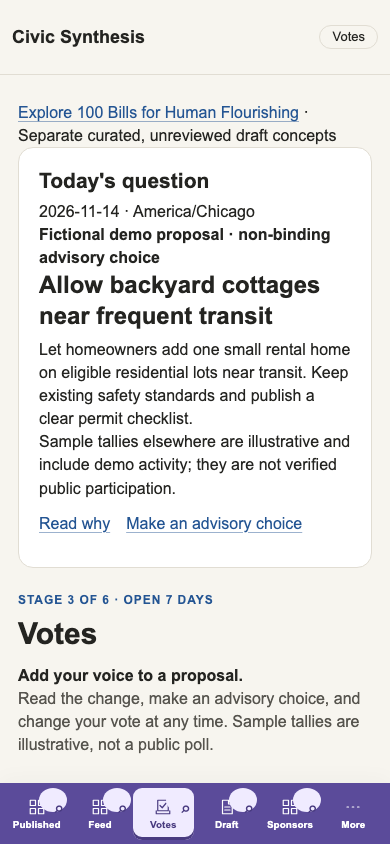 Civic Synthesis
Votes
Explore 100 Bills for Human Flourishing ·
Separate curated, unreviewed draft concepts
Today's question
2026-11-14 · America/Chicago
Fictional demo proposal · non-binding
advisory choice
Allow backyard cottages
near frequent transit
Let homeowners add one small rental home
on eligible residential lots near transit. Keep
existing safety standards and publish a
clear permit checklist.
Sample tallies elsewhere are illustrative and
include demo activity; they are not verified
public participation.
Read why Make an advisory choice
STAGE 3 OF 6 · OPEN 7 DAYS
Votes
Add your voice to a proposal.
Read the change, make an advisory choice, and
change your vote at any time. Sample tallies are
illustrative, not a public poll.
Published Feed Votes Draft Sponsors More